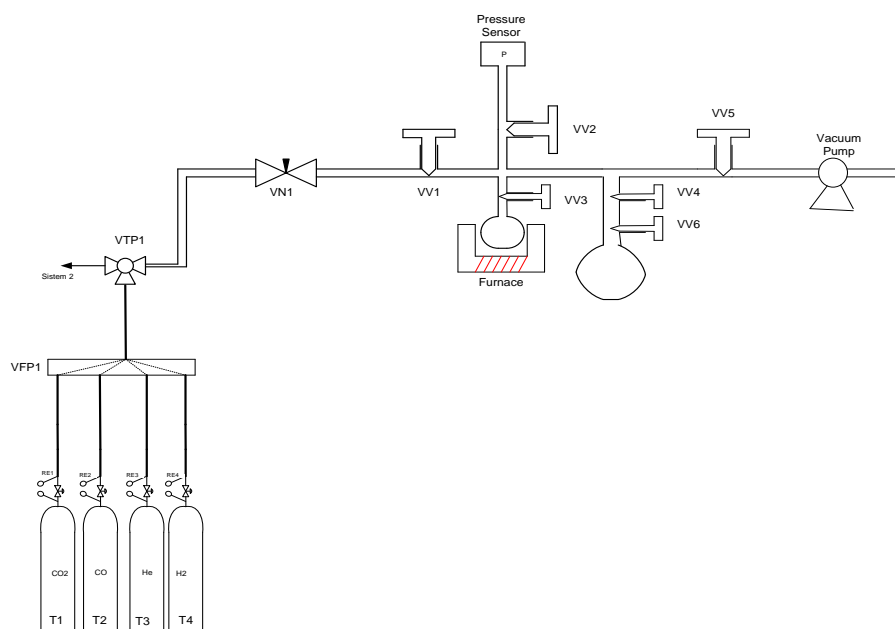 Pressure
Sensor
P
VV2
VV5
Vacuum
Pump
VN1
VV1
VV3
VV4
VV6
VTP1
Sistem 2
Furnace
VFP1
RE1
RE2
RE3
RE4
CO2
CO
He
H2
T1
T2
T3
T4